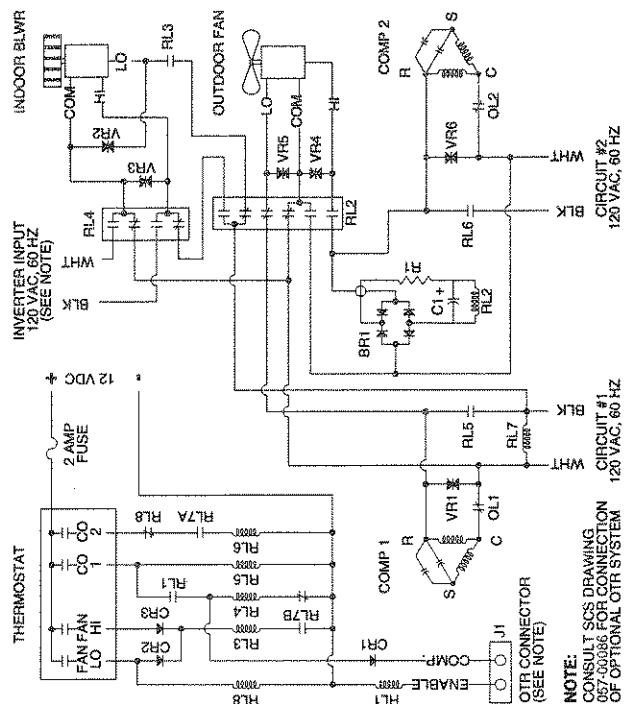 INDOOR BLWR
COM
HI
LO
RL3
VR2
VR3
RL4
INVERTER INPUT
120 VAC, 60 HZ
(SEE NOTE)
WHT
BLK
OUTDOOR FAN
LO
COM
HI
VR5
VR4
RL2
COMP 2
R
S
C
OL2
VR6
RL6
WHT
BLK
CIRCUIT #2
120 VAC, 60 HZ
BR1
R1
C1 +
RL2
2 AMP
FUSE
+
12 VDC
-
THERMOSTAT
FAN LO
FAN HI
CO 1
CO 2
CR2
CR3
RL1
RL8
RL7A
RL6
RL5
RL4
RL3
RL7B
RL8
RL1
CR1
ENABLE
COMP.
J1
OTR CONNECTOR
(SEE NOTE)
COMP 1
R
S
C
VR1
OL1
RL5
RL7
WHT
BLK
CIRCUIT #1
120 VAC, 60 HZ
NOTE:
CONSULT SCS DRAWING
057-00086 FOR CONNECTION
OF OPTIONAL OTR SYSTEM